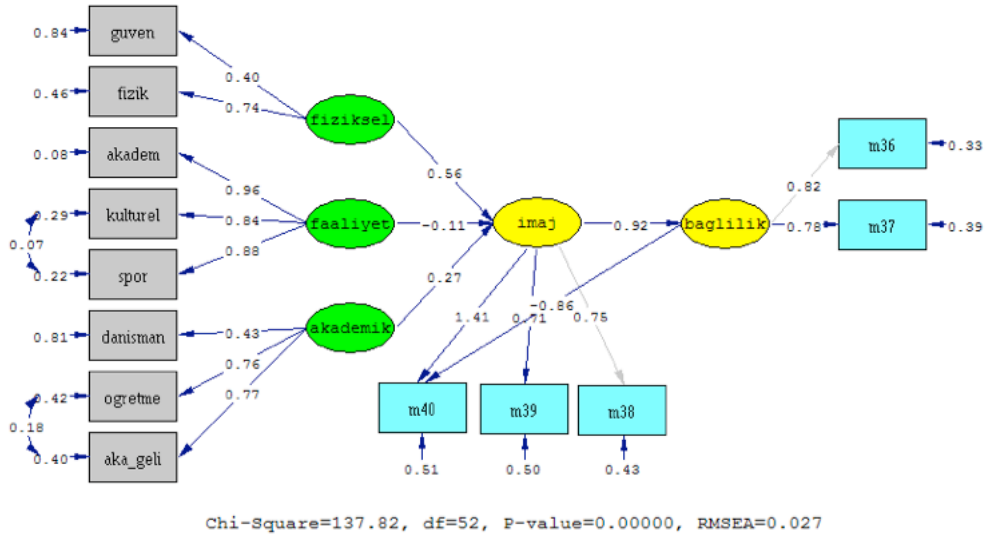 0.84 guven
0.40
0.46 fizik
0.74
fiziksel
0.08 akadem
0.96
0.56
0.29 kulturel
0.84
faaliyet
-0.11
imaj
0.92
baglilik
0.07
0.88
0.22 spor
0.27
0.82
m36
0.33
0.78
m37
0.39
0.81 danisman
0.43
akademik
0.76
0.42 ogretme
0.77
0.18
0.40 aka_geli
-0.86
1.41
0.71
0.75
m40
m39
m38
0.51
0.50
0.43
Chi-Square=137.82, df=52, P-value=0.00000, RMSEA=0.027